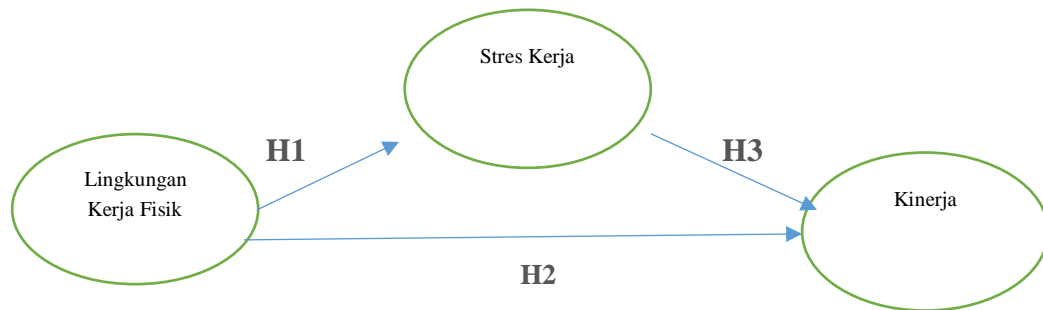 Stres Kerja
H1
H3
Lingkungan
Kerja Fisik
Kinerja
H2